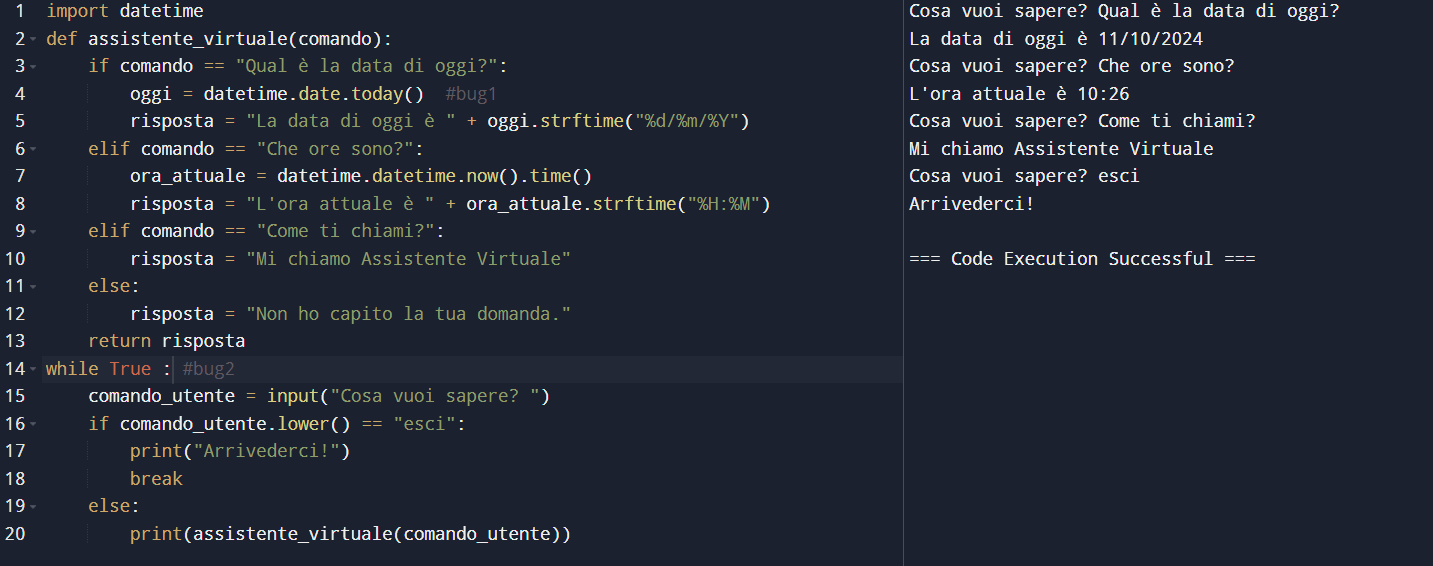 1 import datetime
2 def assistente_virtuale(comando):
3     if comando == "Qual è la data di oggi?":
4         oggi = datetime.date.today()  #bug1
5         risposta = "La data di oggi è " + oggi.strftime("%d/%m/%Y")
6     elif comando == "Che ore sono?":
7         ora_attuale = datetime.datetime.now().time()
8         risposta = "L'ora attuale è " + ora_attuale.strftime("%H:%M")
9     elif comando == "Come ti chiami?":
10         risposta = "Mi chiamo Assistente Virtuale"
11     else:
12         risposta = "Non ho capito la tua domanda."
13     return risposta
14 while True : #bug2
15     comando_utente = input("Cosa vuoi sapere? ")
16     if comando_utente.lower() == "esci":
17         print("Arrivederci!")
18         break
19     else:
20         print(assistente_virtuale(comando_utente))
Cosa vuoi sapere? Qual è la data di oggi?
La data di oggi è 11/10/2024
Cosa vuoi sapere? Che ore sono?
L'ora attuale è 10:26
Cosa vuoi sapere? Come ti chiami?
Mi chiamo Assistente Virtuale
Cosa vuoi sapere? esci
Arrivederci!
=== Code Execution Successful ===